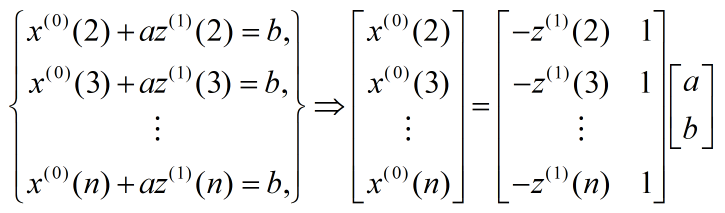 x^{(0)}(2) + az^{(1)}(2) = b, ⇒ [x^{(0)}(2)] = [-z^{(1)}(2) 1]
x^{(0)}(3) + az^{(1)}(3) = b, [x^{(0)}(3)] [-z^{(1)}(3) 1] [a]
⋮ ⋮ ⋮ [b]
x^{(0)}(n) + az^{(1)}(n) = b, [x^{(0)}(n)] [-z^{(1)}(n) 1]